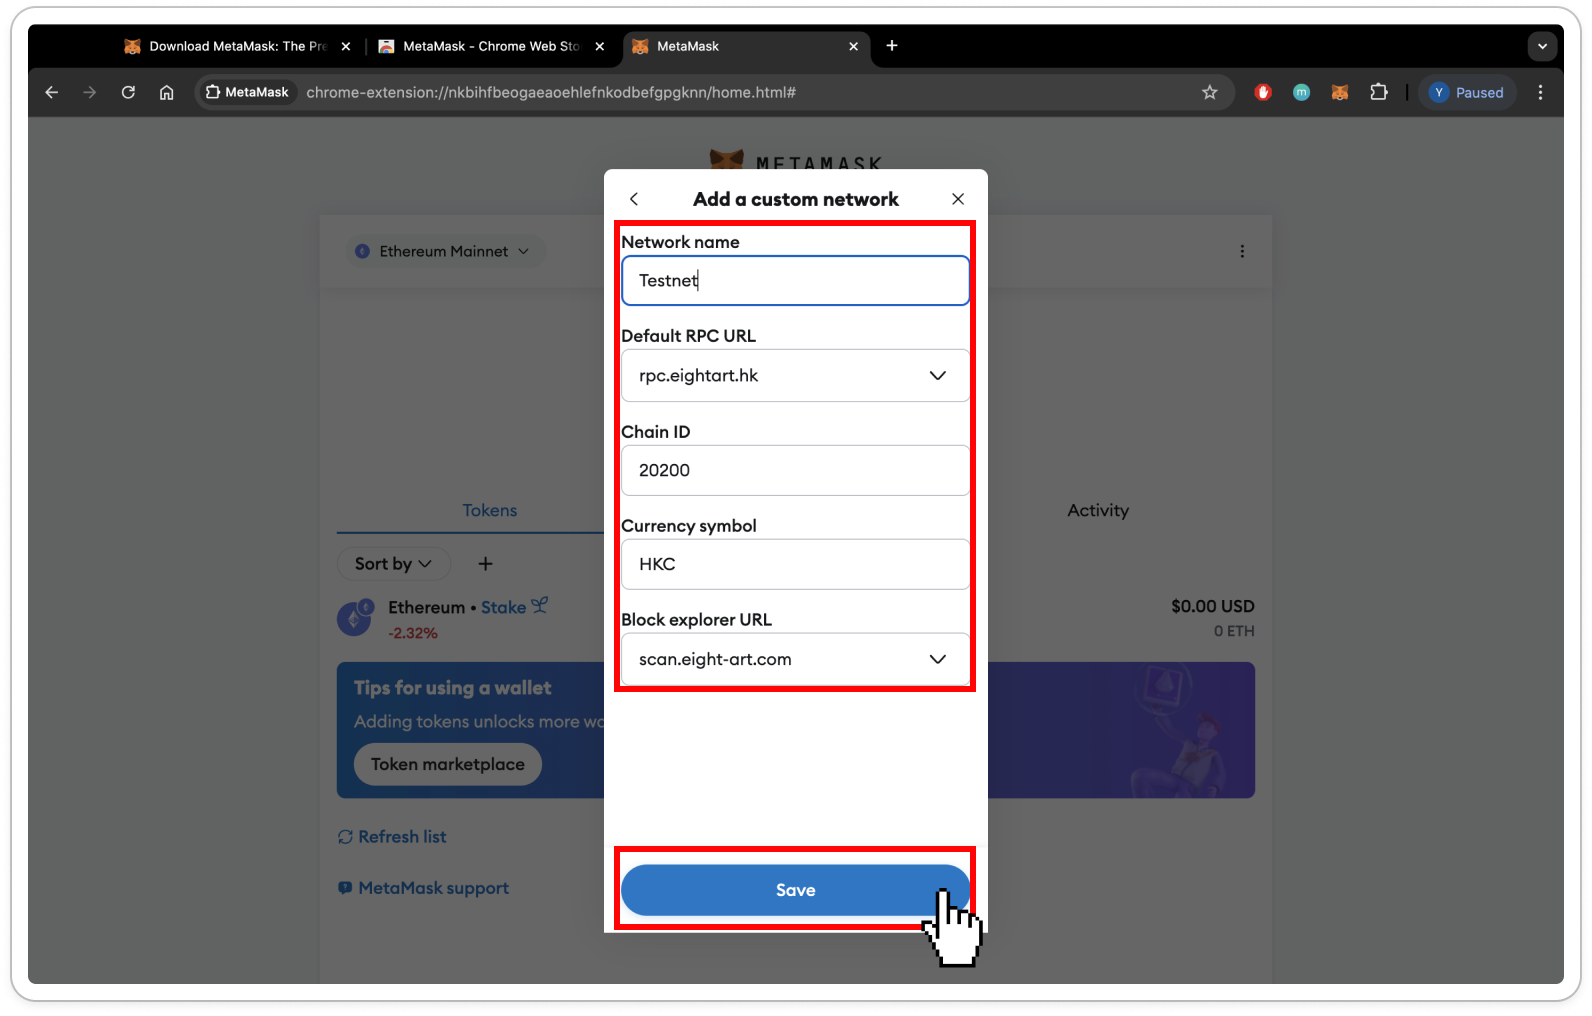 Download MetaMask: The Pre
MetaMask - Chrome Web Sto
MetaMask
MetaMask
chrome-extension://nkbihfbeogaeaoehlefnkodbefgpgknn/home.html#
Y Paused
METAMASK
Ethereum Mainnet
Add a custom network
Network name
Testnet
Default RPC URL
rpc.eightart.hk
Chain ID
20200
Currency symbol
HKC
Block explorer URL
scan.eight-art.com
Save
Tokens
Activity
Sort by
Ethereum • Stake
-2.32%
$0.00 USD
0 ETH
Tips for using a wallet
Adding tokens unlocks more wa
Token marketplace
Refresh list
MetaMask support